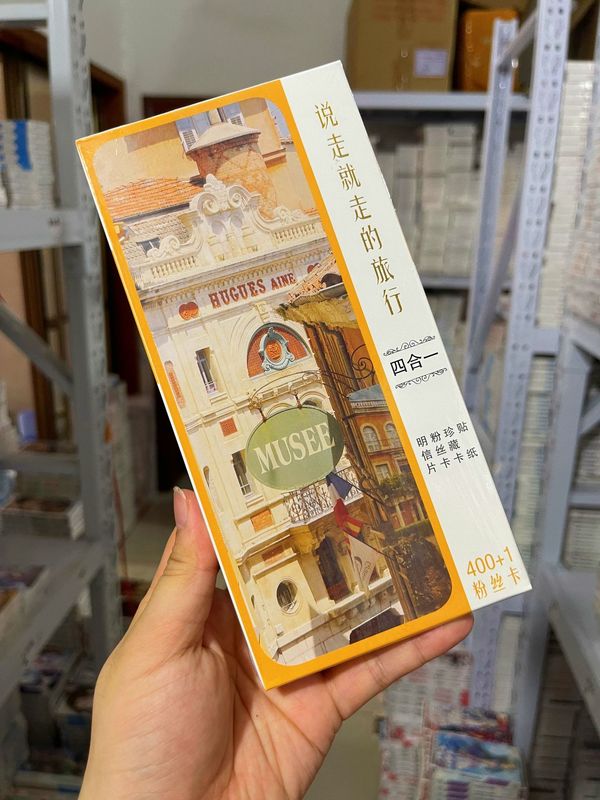 说走就走的旅行
四合一
明信片
粉丝卡
珍藏卡
贴纸
400+1
粉丝卡
HUGUES AINE
MUSEE